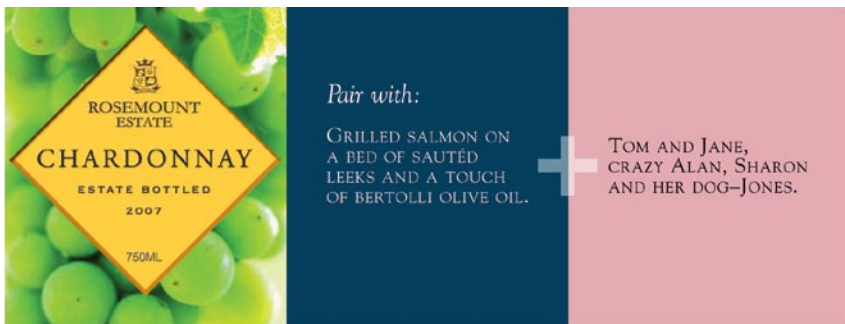 ROSEMOUNT
ESTATE
CHARDONNAY
ESTATE BOTTLED
2007
750ML
Pair with:
GRILLED SALMON ON
A BED OF SAUTÉD
LEEKS AND A TOUCH
OF BERTOLLI OLIVE OIL.
+
TOM AND JANE,
CRAZY ALAN, SHARON
AND HER DOG–JONES.